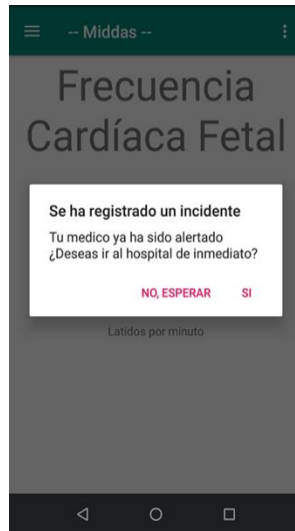 -- Middas --
Frecuencia
Cardíaca Fetal
Se ha registrado un incidente
Tu medico ya ha sido alertado
¿Deseas ir al hospital de inmediato?
NO, ESPERAR SI
Latidos por minuto